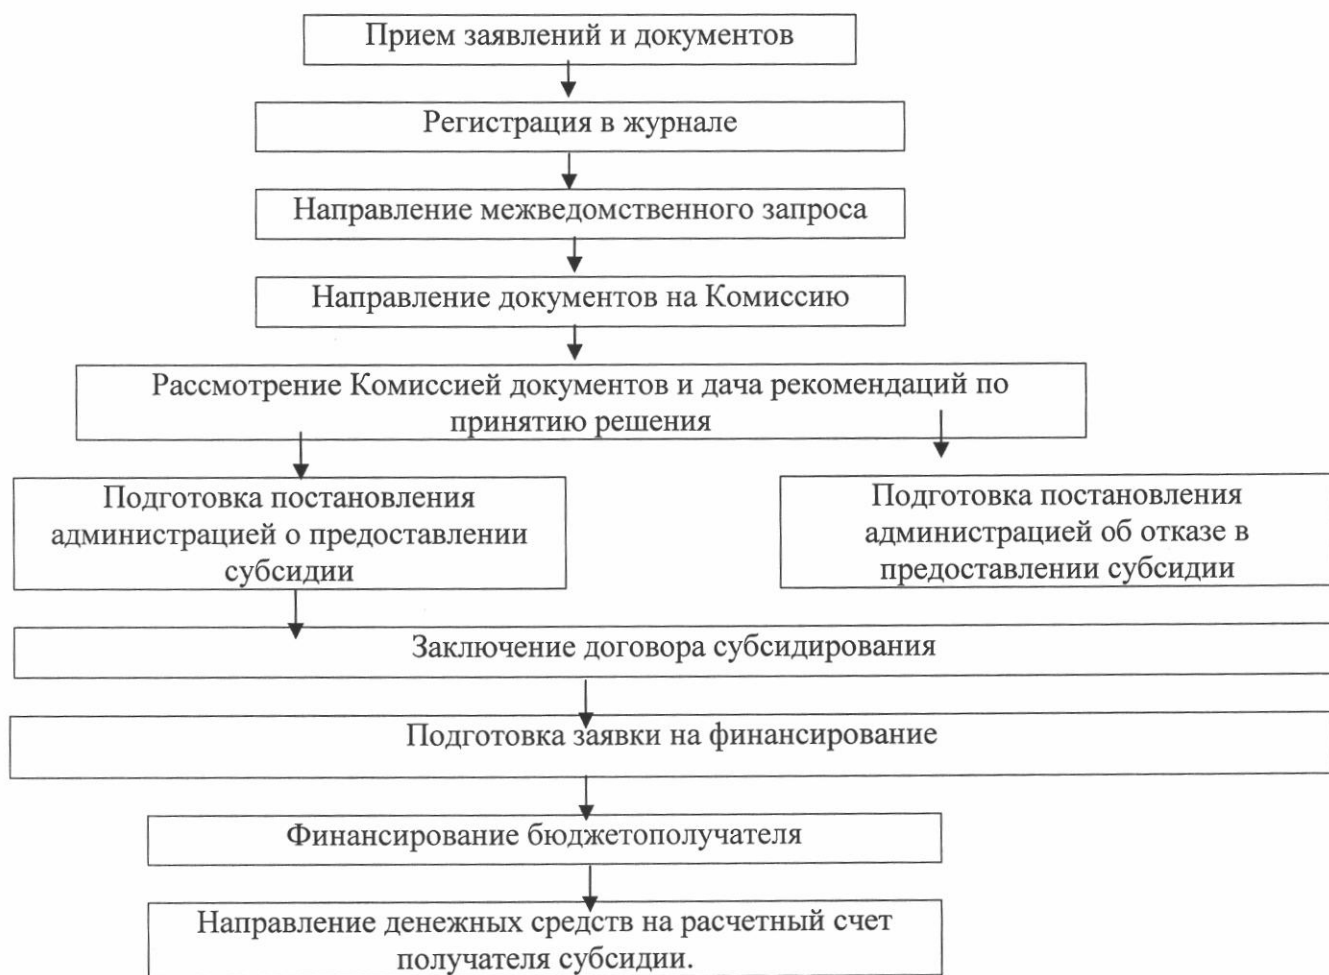 Прием заявлений и документов
Регистрация в журнале
Направление межведомственного запроса
Направление документов на Комиссию
Рассмотрение Комиссией документов и дача рекомендаций по
принятию решения
Подготовка постановления
администрацией о предоставлении
субсидии
Подготовка постановления
администрацией об отказе в
предоставлении субсидии
Заключение договора субсидирования
Подготовка заявки на финансирование
Финансирование бюджетополучателя
Направление денежных средств на расчетный счет
получателя субсидии.